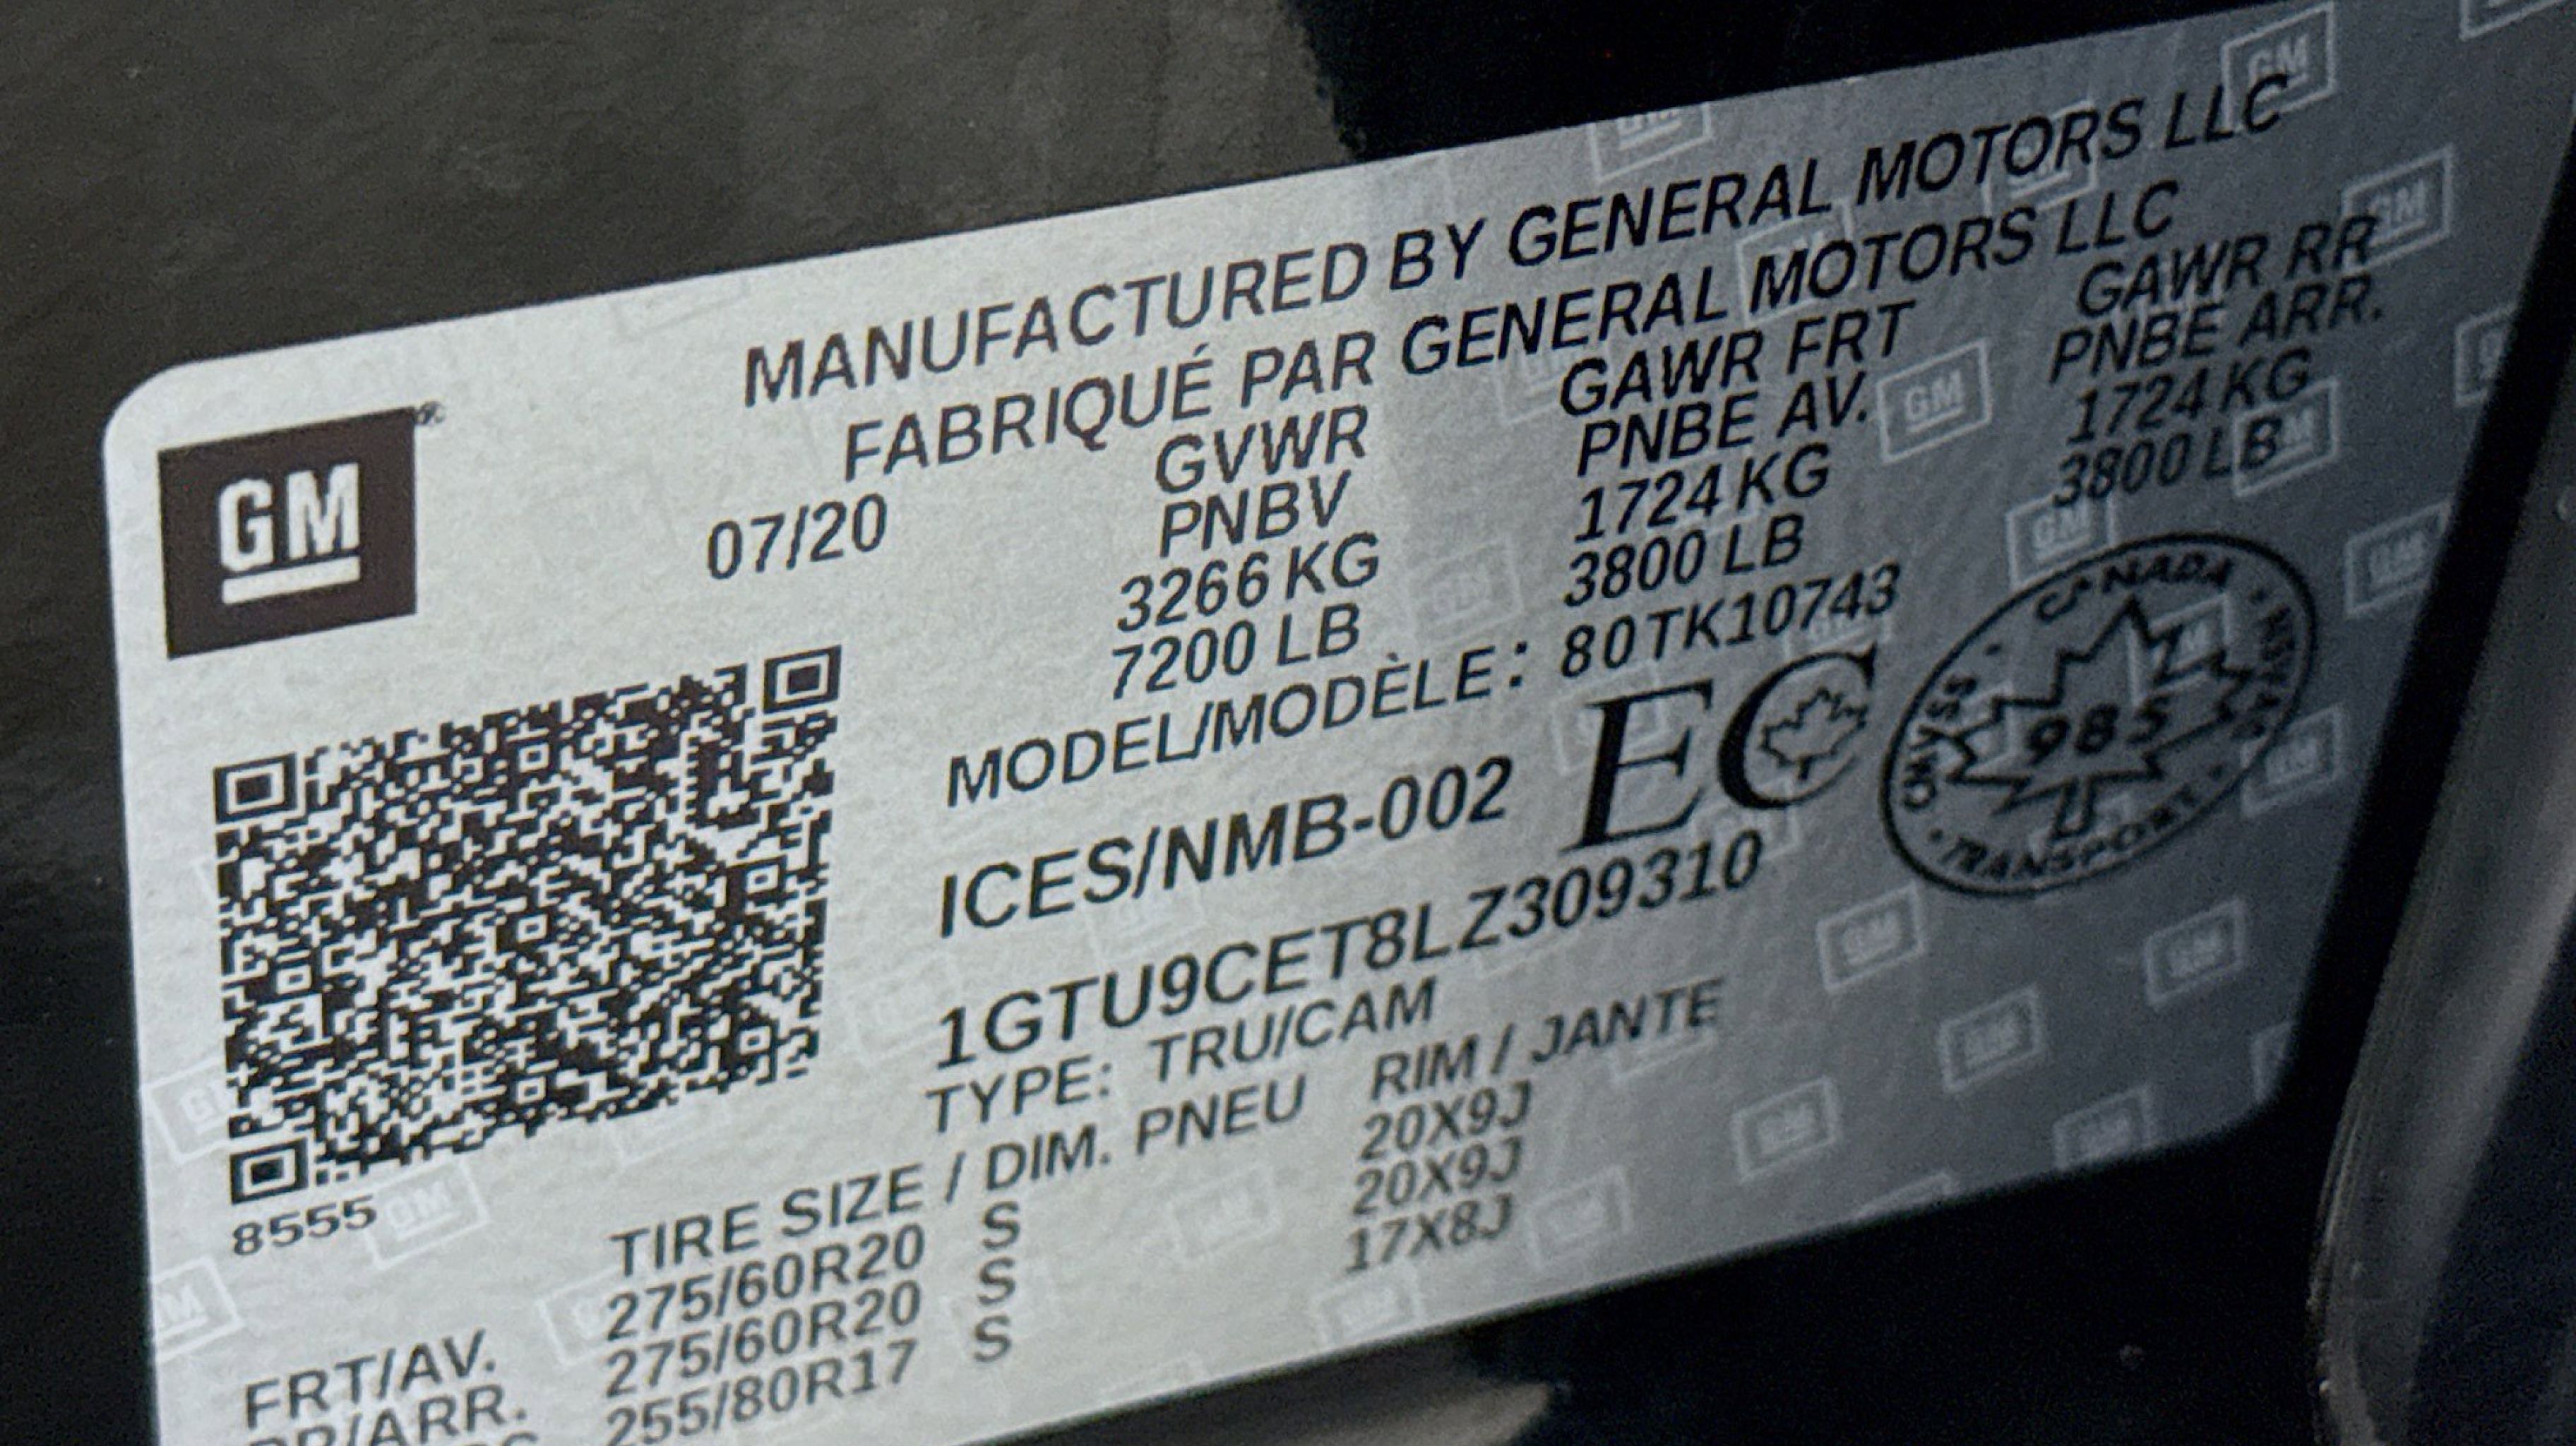 MANUFACTURED BY GENERAL MOTORS LLC
FABRIQUÉ PAR GENERAL MOTORS LLC
GM
07/20
GVWR GAWR FRT GAWR RR
PNBV PNBE AV. PNBE ARR.
3266 KG 1724 KG 1724 KG
7200 LB 3800 LB 3800 LB
MODEL/MODÈLE: 80TK10743
ICES/NMB-002 EC
CANADA
985
TRANSPORT
1GTU9CET8LZ309310
TYPE: TRU/CAM
8555
TIRE SIZE / DIM. PNEU RIM / JANTE
FRT/AV. 275/60R20 S 20X9J
RR/ARR. 275/60R20 S 20X9J
255/80R17 S 17X8J